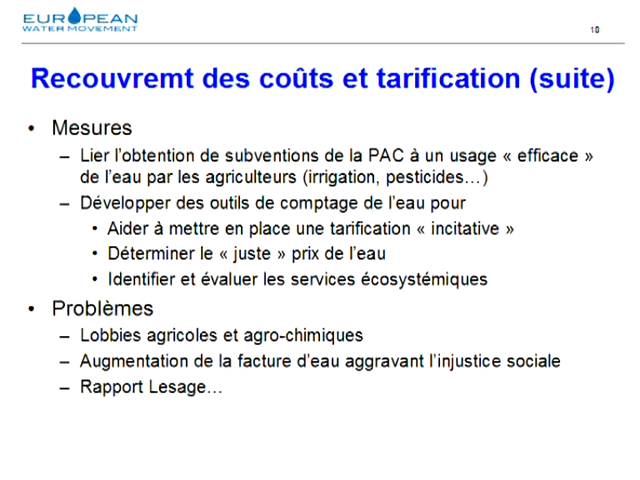 EUROPEAN
WATER MOVEMENT
18
Recouvremt des coûts et tarification (suite)
• Mesures
– Lier l'obtention de subventions de la PAC à un usage « efficace »
de l'eau par les agriculteurs (irrigation, pesticides…)
– Développer des outils de comptage de l'eau pour
• Aider à mettre en place une tarification « incitative »
• Déterminer le « juste » prix de l'eau
• Identifier et évaluer les services écosystémiques
• Problèmes
– Lobbies agricoles et agro-chimiques
– Augmentation de la facture d'eau aggravant l'injustice sociale
– Rapport Lesage…